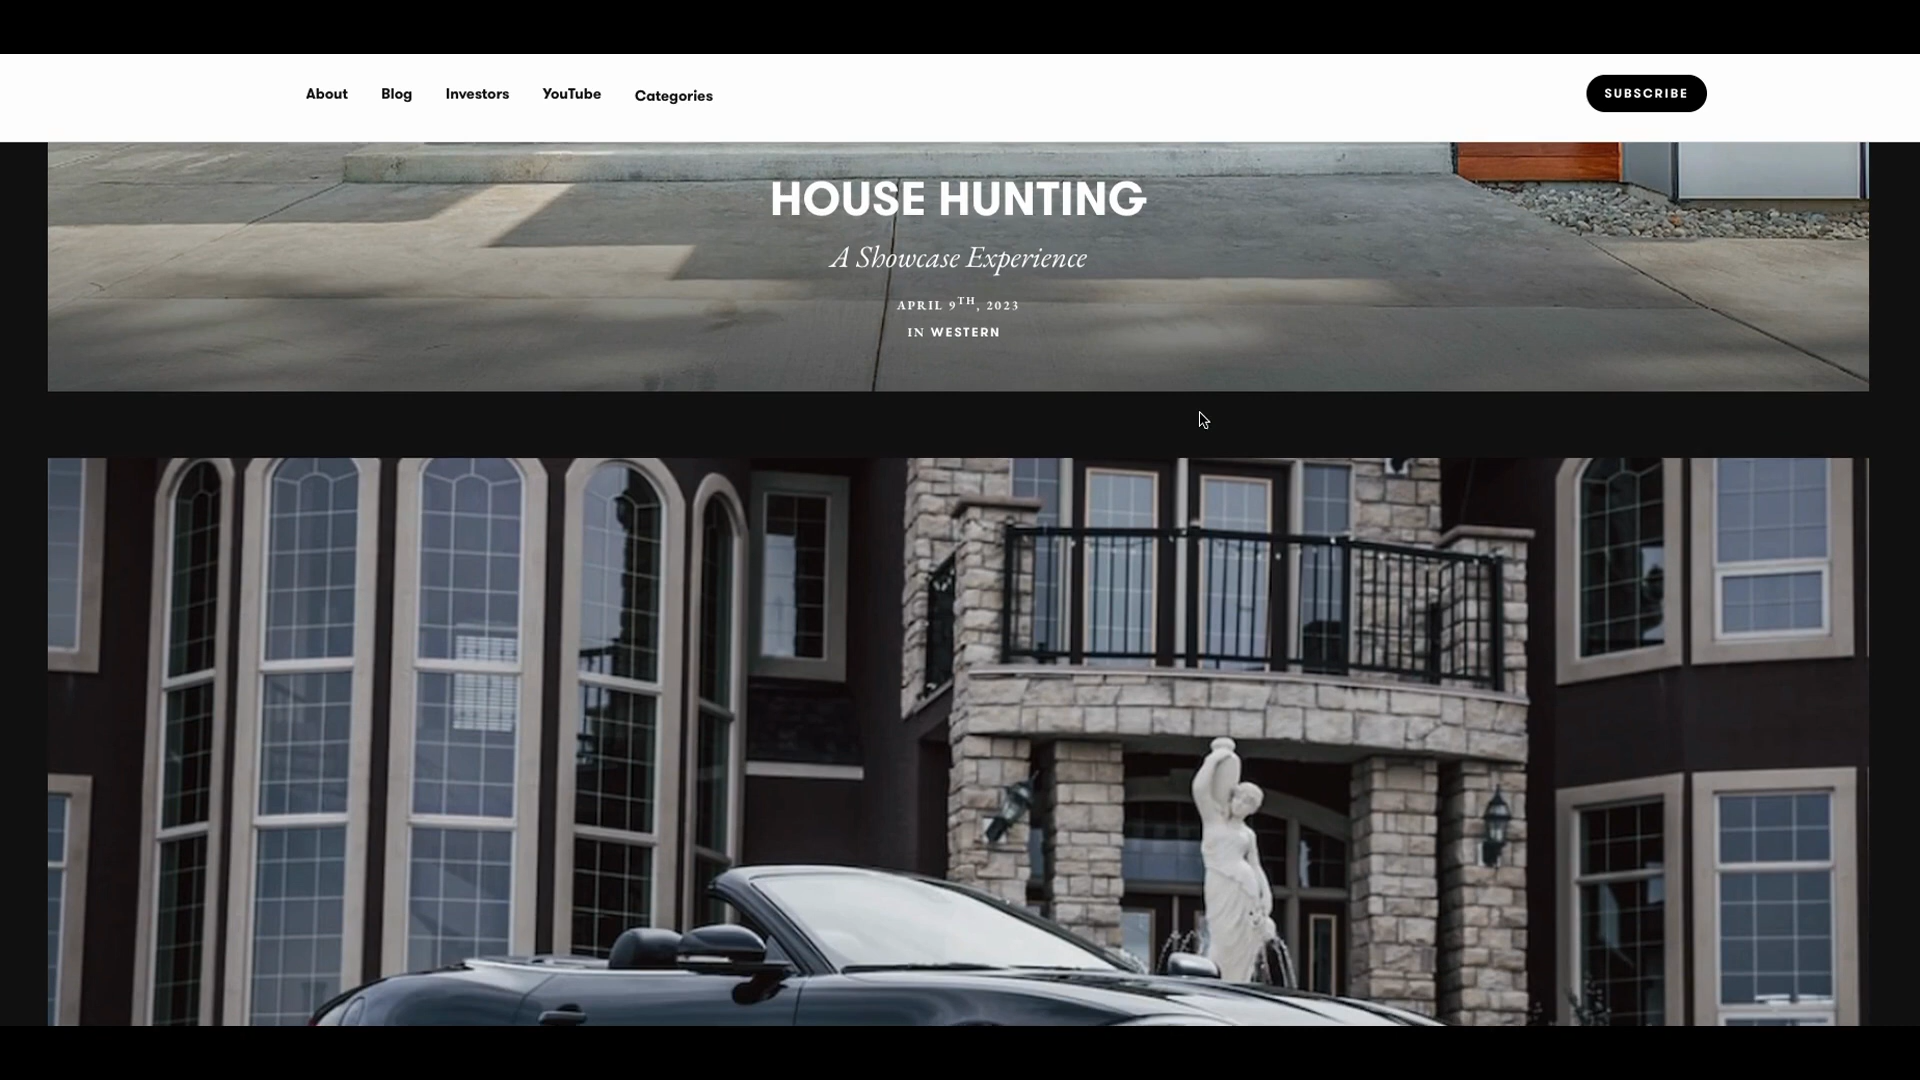 About Blog Investors YouTube Categories SUBSCRIBE
HOUSE HUNTING
A Showcase Experience
APRIL 9TH, 2023
IN WESTERN